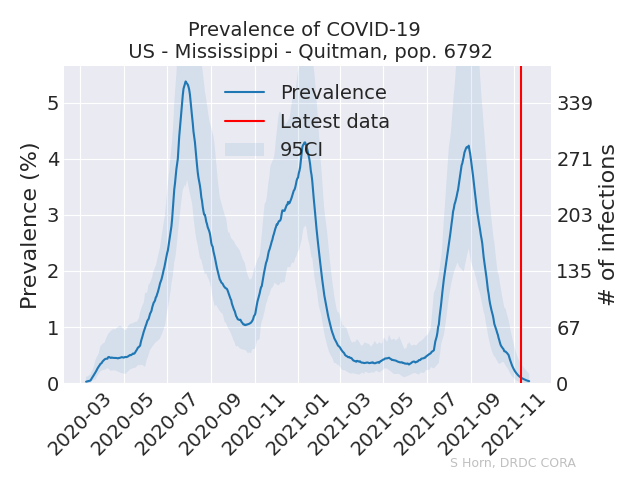 Prevalence of COVID-19
US - Mississippi - Quitman, pop. 6792
Prevalence
Latest data
95CI
Prevalence (%)
5
4
3
2
1
0
339
271
203
135
67
0
# of infections
2020-03
2020-05
2020-07
2020-09
2020-11
2021-01
2021-03
2021-05
2021-07
2021-09
2021-11
S Horn, DRDC CORA